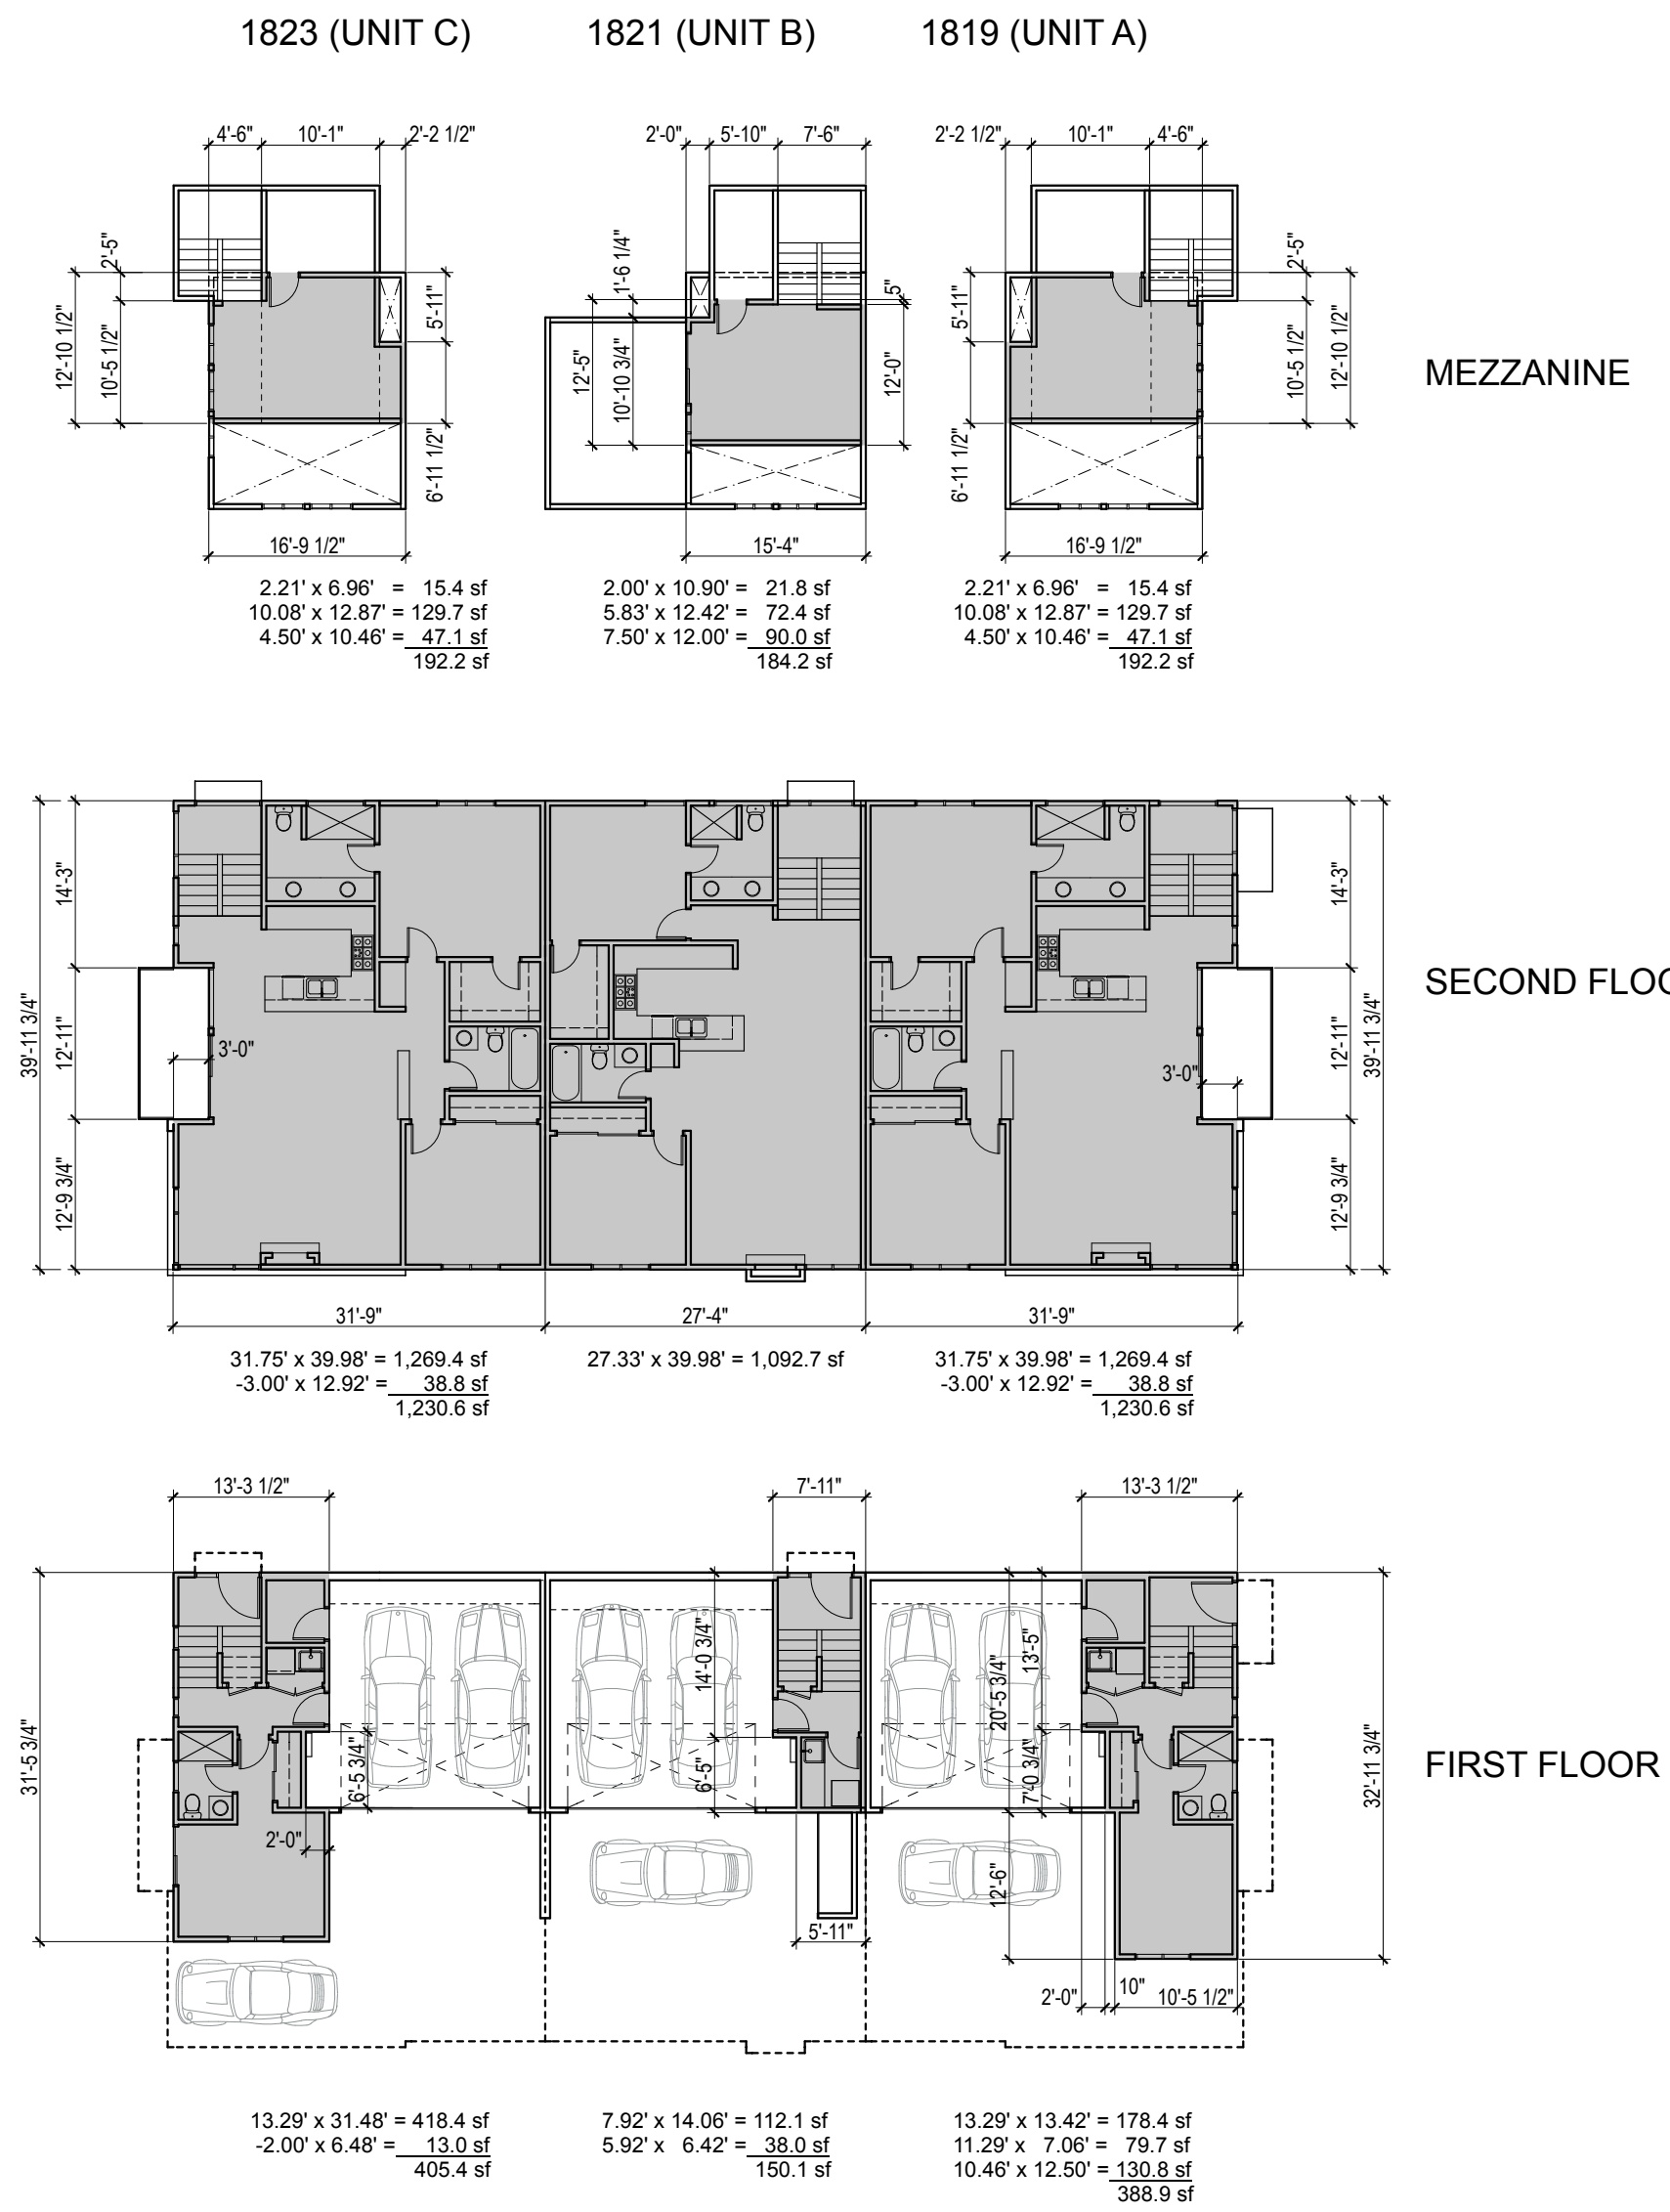 1823 (UNIT C) 1821 (UNIT B) 1819 (UNIT A)
4'-6" 10'-1" 2'-2 1/2" 2'-0" 5'-10" 7'-6" 2'-2 1/2" 10'-1" 4'-6"
2'-5" 1'-6 1/4" 2'-5"
12'-10 1/2" 10'-5 1/2" 5'-11" 12'-5" 10'-10 3/4" 5" 12'-0" 5'-11" 10'-5 1/2" 12'-10 1/2"
MEZZANINE
6'-11 1/2" 6'-11 1/2"
16'-9 1/2" 15'-4" 16'-9 1/2"
2.21' x 6.96' = 15.4 sf 2.00' x 10.90' = 21.8 sf 2.21' x 6.96' = 15.4 sf
10.08' x 12.87' = 129.7 sf 5.83' x 12.42' = 72.4 sf 10.08' x 12.87' = 129.7 sf
4.50' x 10.46' = 47.1 sf 7.50' x 12.00' = 90.0 sf 4.50' x 10.46' = 47.1 sf
192.2 sf 184.2 sf 192.2 sf
14'-3" 14'-3"
SECOND FLOO
39'-11 3/4" 12'-11" 3'-0" 3'-0" 12'-11" 39'-11 3/4"
12'-9 3/4" 12'-9 3/4"
31'-9" 27'-4" 31'-9"
31.75' x 39.98' = 1,269.4 sf 27.33' x 39.98' = 1,092.7 sf 31.75' x 39.98' = 1,269.4 sf
-3.00' x 12.92' = 38.8 sf -3.00' x 12.92' = 38.8 sf
1,230.6 sf 1,230.6 sf
13'-3 1/2" 7'-11" 13'-3 1/2"
31'-5 3/4" 14'-0 3/4" 20'-5 3/4" 13'-5" 32'-11 3/4"
FIRST FLOOR
6'-5 3/4" 6'-5" 7'-0 3/4"
2'-0" 12'-6"
5'-11"
2'-0" 10" 10'-5 1/2"
13.29' x 31.48' = 418.4 sf 7.92' x 14.06' = 112.1 sf 13.29' x 13.42' = 178.4 sf
-2.00' x 6.48' = 13.0 sf 5.92' x 6.42' = 38.0 sf 11.29' x 7.06' = 79.7 sf
405.4 sf 150.1 sf 10.46' x 12.50' = 130.8 sf
388.9 sf